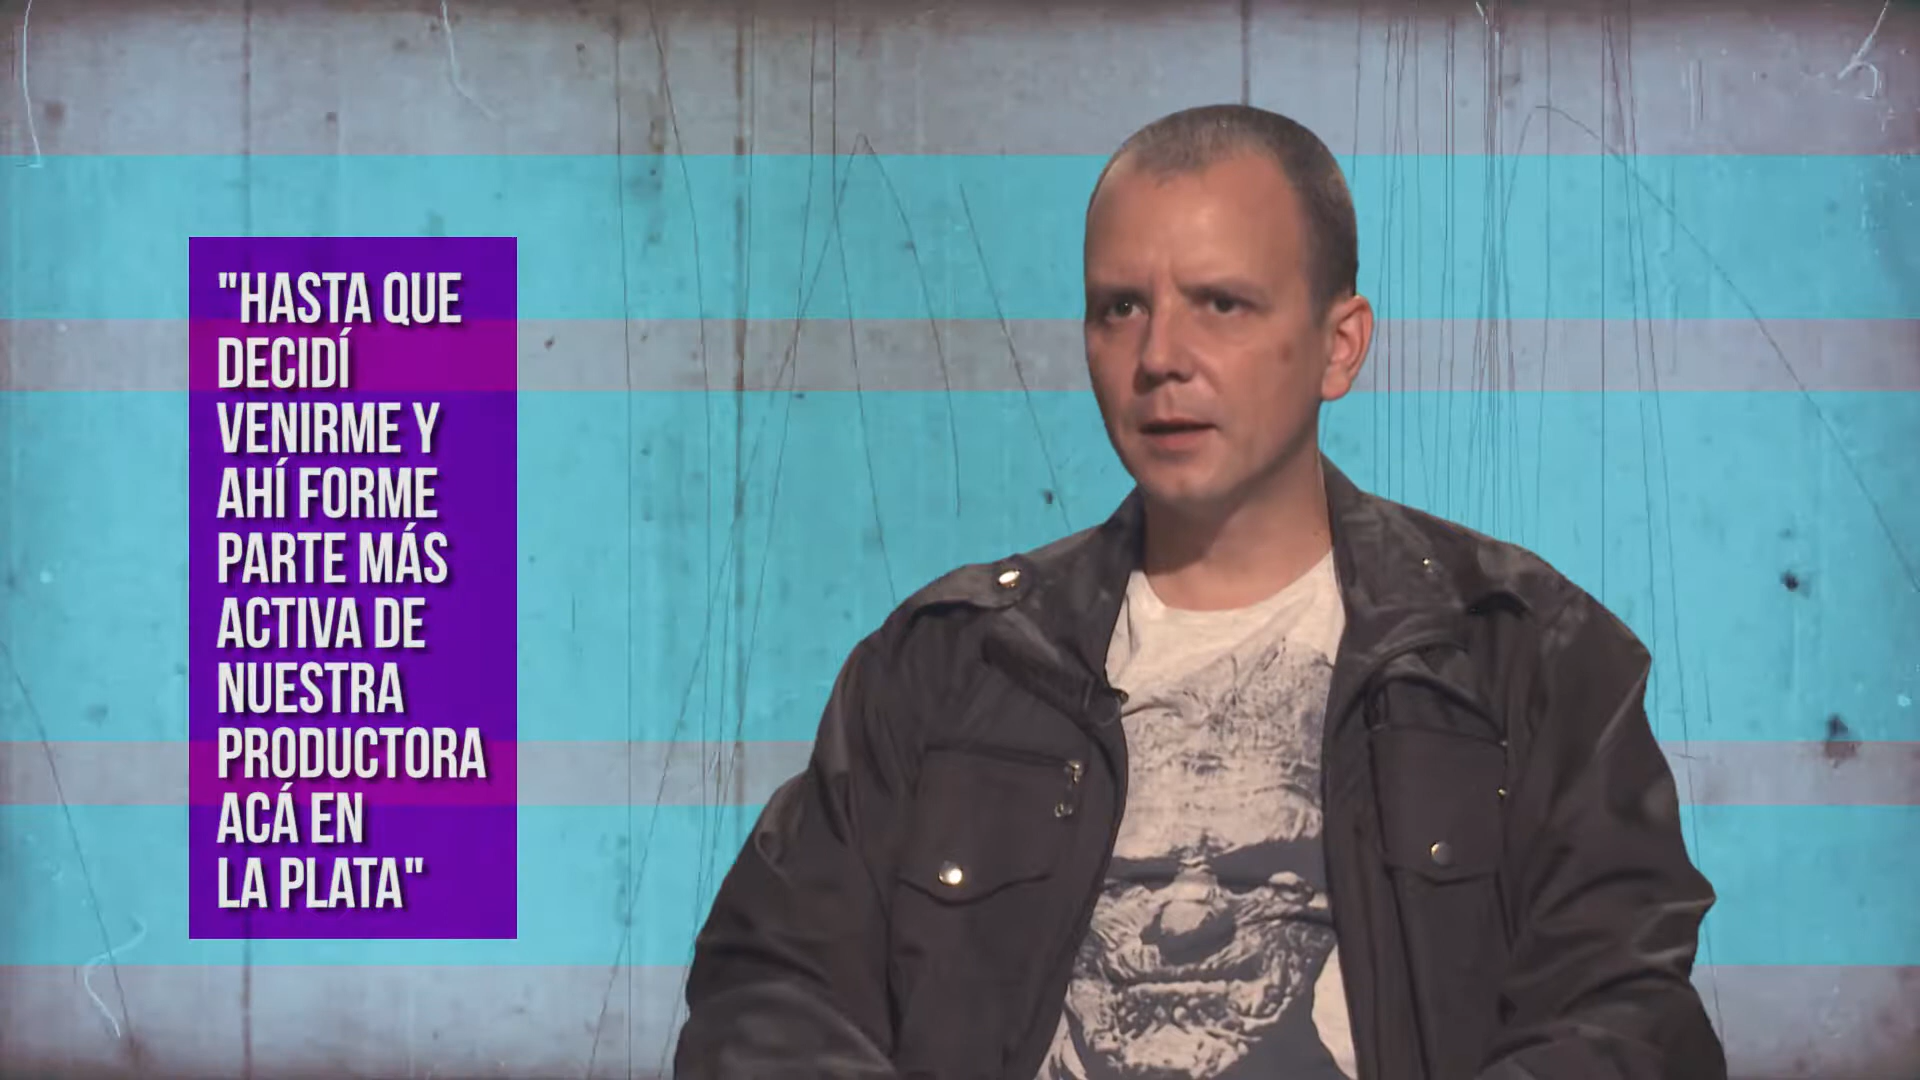 "HASTA QUE
DECIDÍ
VENIRME Y
AHÍ FORME
PARTE MÁS
ACTIVA DE
NUESTRA
PRODUCTORA
ACÁ EN
LA PLATA"